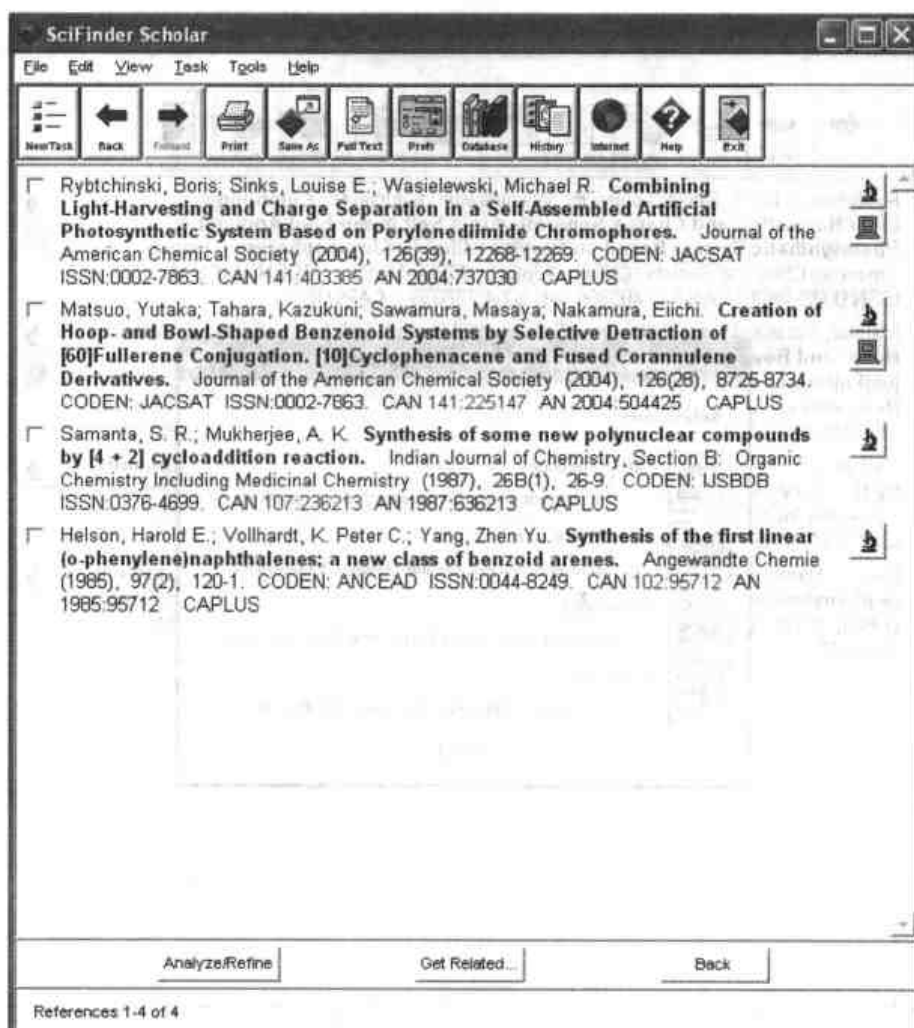 SciFinder Scholar
File Edit View Task Tools Help
New Task Back Forward Print Save As Full Text Prefs Database History Internet Help Exit
Rybtchinski, Boris; Sinks, Louise E.; Wasielewski, Michael R. Combining
Light-Harvesting and Charge Separation in a Self-Assembled Artificial
Photosynthetic System Based on Perylenediimide Chromophores. Journal of the
American Chemical Society (2004), 126(39), 12268-12269. CODEN: JACSAT
ISSN:0002-7863. CAN 141:403385 AN 2004:737030 CAPLUS
Matsuo, Yutaka; Tahara, Kazukuni; Sawamura, Masaya; Nakamura, Eiichi. Creation of
Hoop- and Bowl-Shaped Benzenoid Systems by Selective Detraction of
[60]Fullerene Conjugation. [10]Cyclophenacene and Fused Corannulene
Derivatives. Journal of the American Chemical Society (2004), 126(28), 8725-8734.
CODEN: JACSAT ISSN:0002-7863. CAN 141:225147 AN 2004:504425 CAPLUS
Samanta, S. R.; Mukherjee, A. K. Synthesis of some new polynuclear compounds
by [4 + 2] cycloaddition reaction. Indian Journal of Chemistry, Section B: Organic
Chemistry Including Medicinal Chemistry (1987), 26B(1), 26-9. CODEN: IJSBDB
ISSN:0376-4699. CAN 107:236213 AN 1987:636213 CAPLUS
Helson, Harold E.; Vollhardt, K. Peter C.; Yang, Zhen Yu. Synthesis of the first linear
(o-phenylene)naphthalenes; a new class of benzoid arenes. Angewandte Chemie
(1985), 97(2), 120-1. CODEN: ANCEAD ISSN:0044-8249. CAN 102:95712 AN
1985:95712 CAPLUS
Analyze/Refine Get Related... Back
References 1-4 of 4